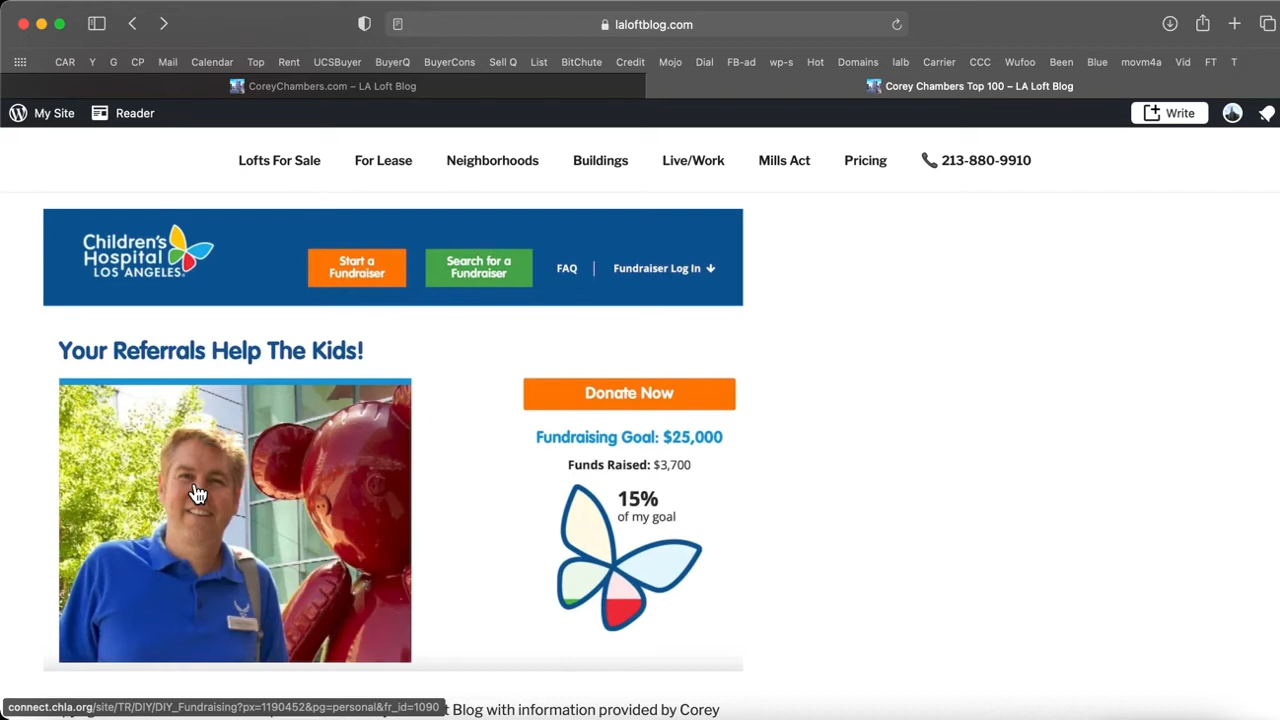 laloftblog.com
CAR Y G CP Mail Calendar Top Rent UCSBuyer BuyerQ BuyerCons Sell Q List BitChute Credit Mojo Dial FB-ad wp-s Hot Domains lalb Carrier CCC Wufoo Been Blue movm4a Vid FT T
CoreyChambers.com – LA Loft Blog Corey Chambers Top 100 – LA Loft Blog
My Site Reader Write
Lofts For Sale For Lease Neighborhoods Buildings Live/Work Mills Act Pricing 213-880-9910
Children's
Hospital
LOS ANGELES
Start a
Fundraiser
Search for a
Fundraiser
FAQ | Fundraiser Log In
Your Referrals Help The Kids!
Donate Now
Fundraising Goal: $25,000
Funds Raised: $3,700
15%
of my goal
connect.chla.org/site/TR/DIY/DIY_Fundraising?px=1190452&pg=personal&fr_id=1090
t Blog with information provided by Corey